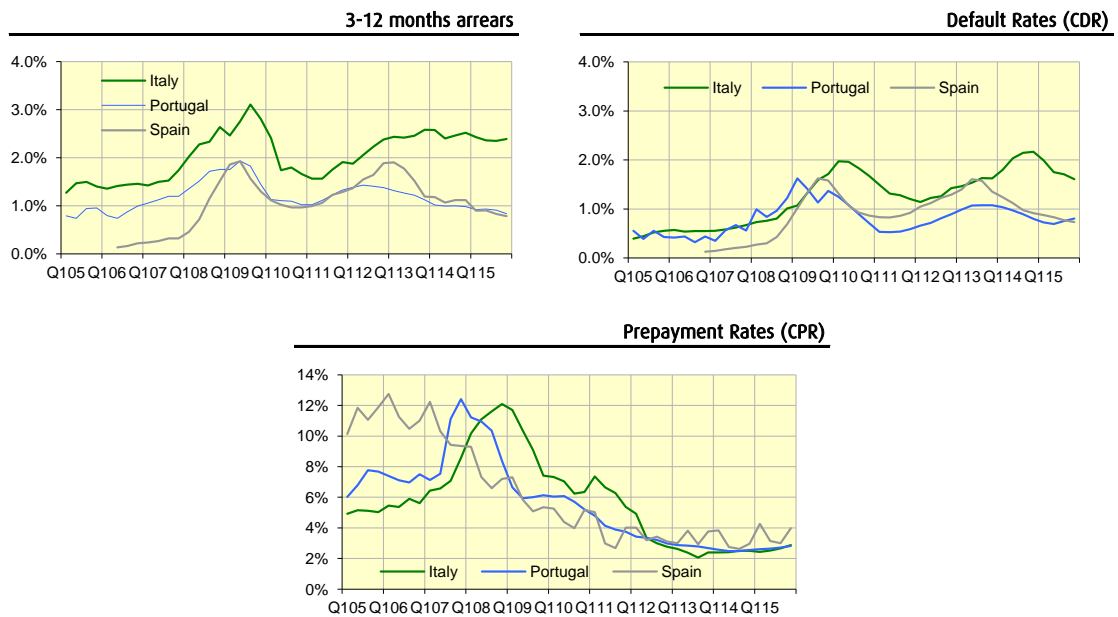 3-12 months arrears
4.0%
3.0%
2.0%
1.0%
0.0%
Italy
Portugal
Spain
Q105 Q106 Q107 Q108 Q109 Q110 Q111 Q112 Q113 Q114 Q115
Default Rates (CDR)
4.0%
3.0%
2.0%
1.0%
0.0%
Italy Portugal Spain
Q105 Q106 Q107 Q108 Q109 Q110 Q111 Q112 Q113 Q114 Q115
Prepayment Rates (CPR)
14%
12%
10%
8%
6%
4%
2%
0%
Italy Portugal Spain
Q105 Q106 Q107 Q108 Q109 Q110 Q111 Q112 Q113 Q114 Q115